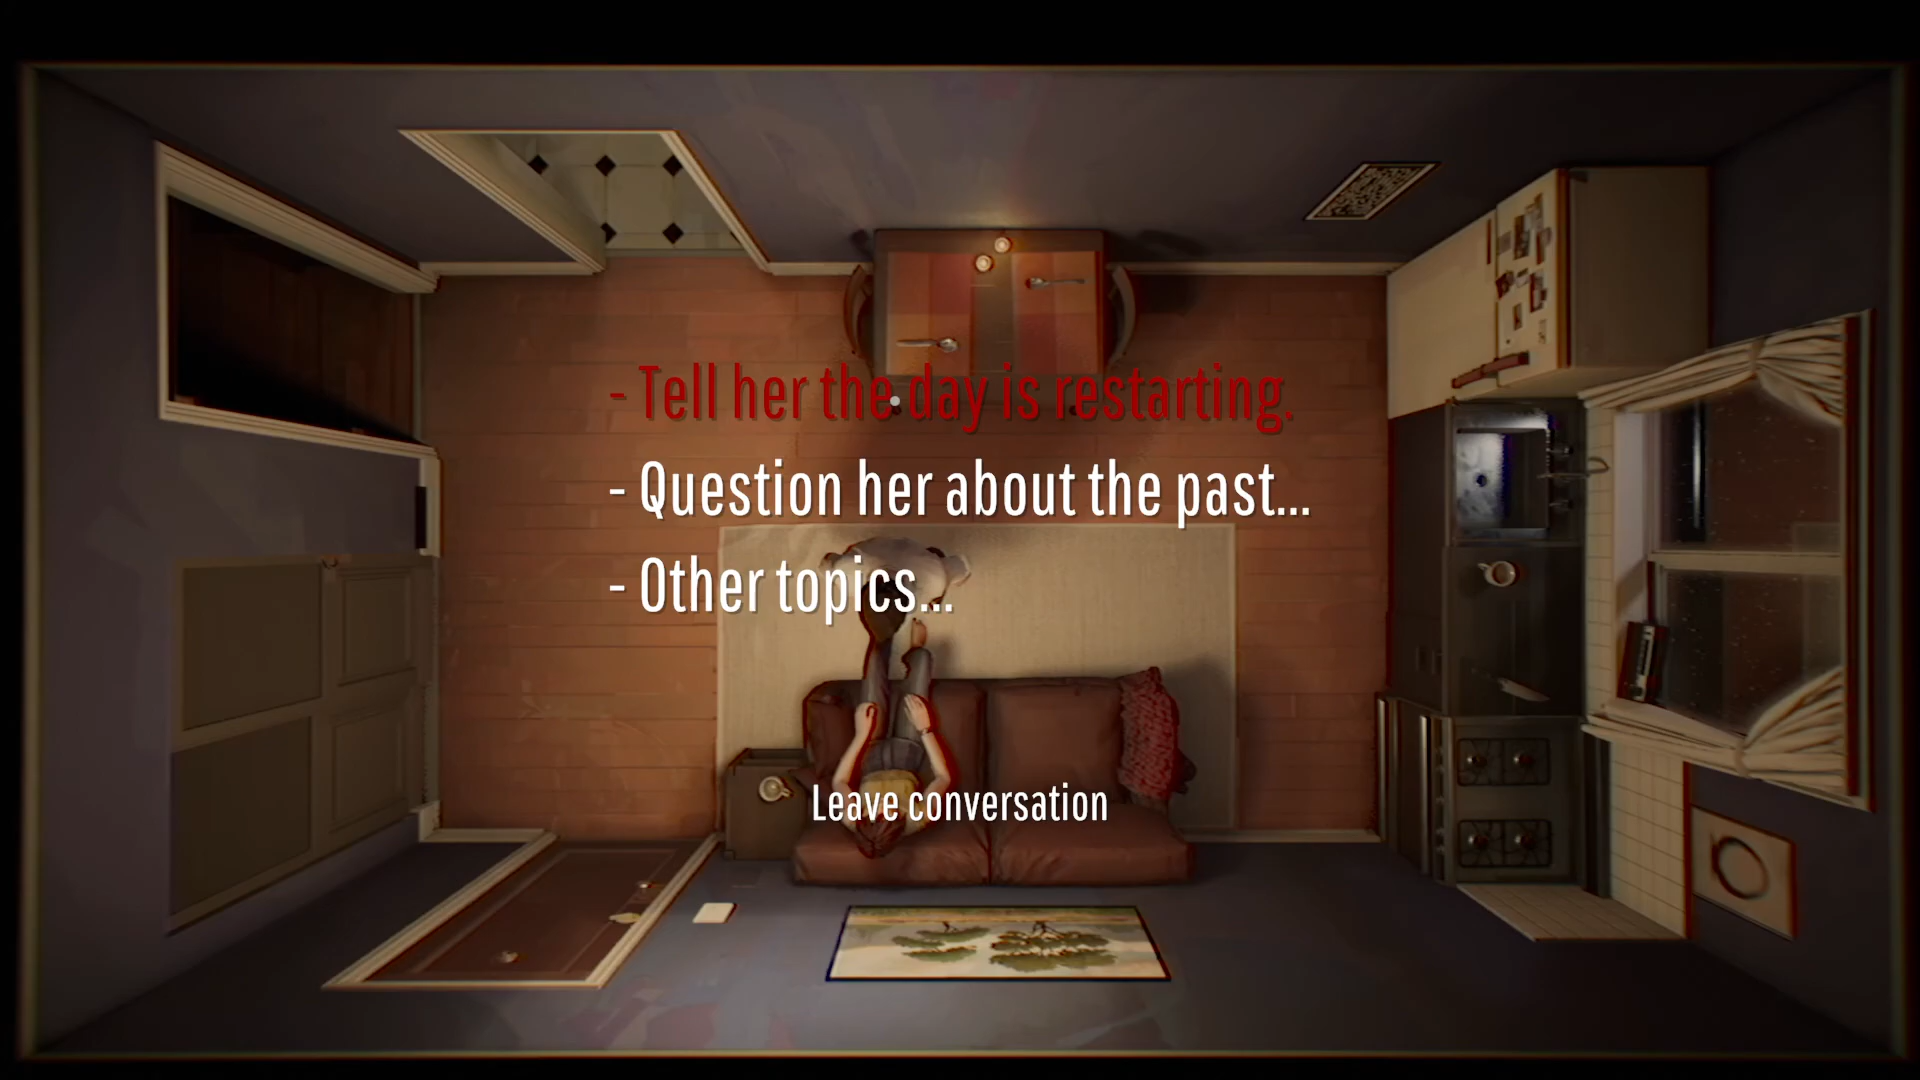 - Tell her the day is restarting.
- Question her about the past...
- Other topics...
Leave conversation